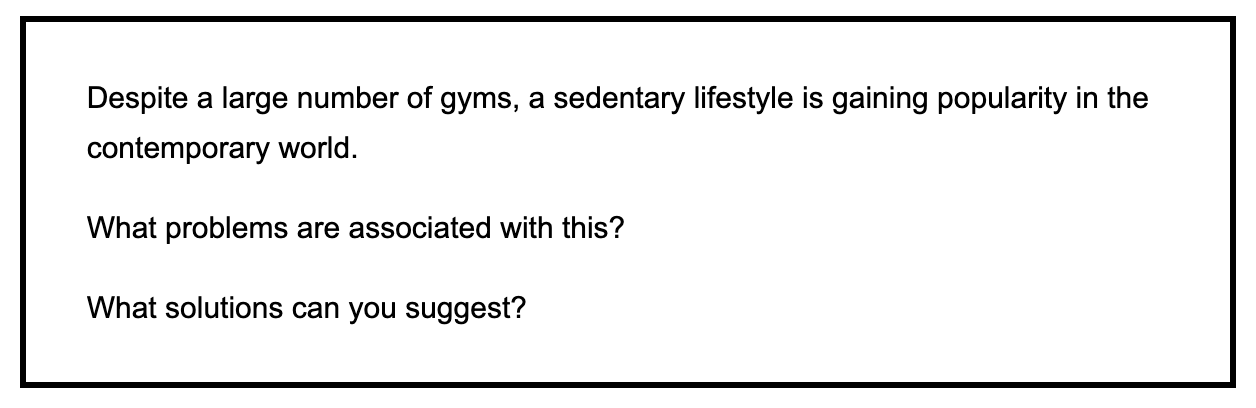 Despite a large number of gyms, a sedentary lifestyle is gaining popularity in the
contemporary world.
What problems are associated with this?
What solutions can you suggest?